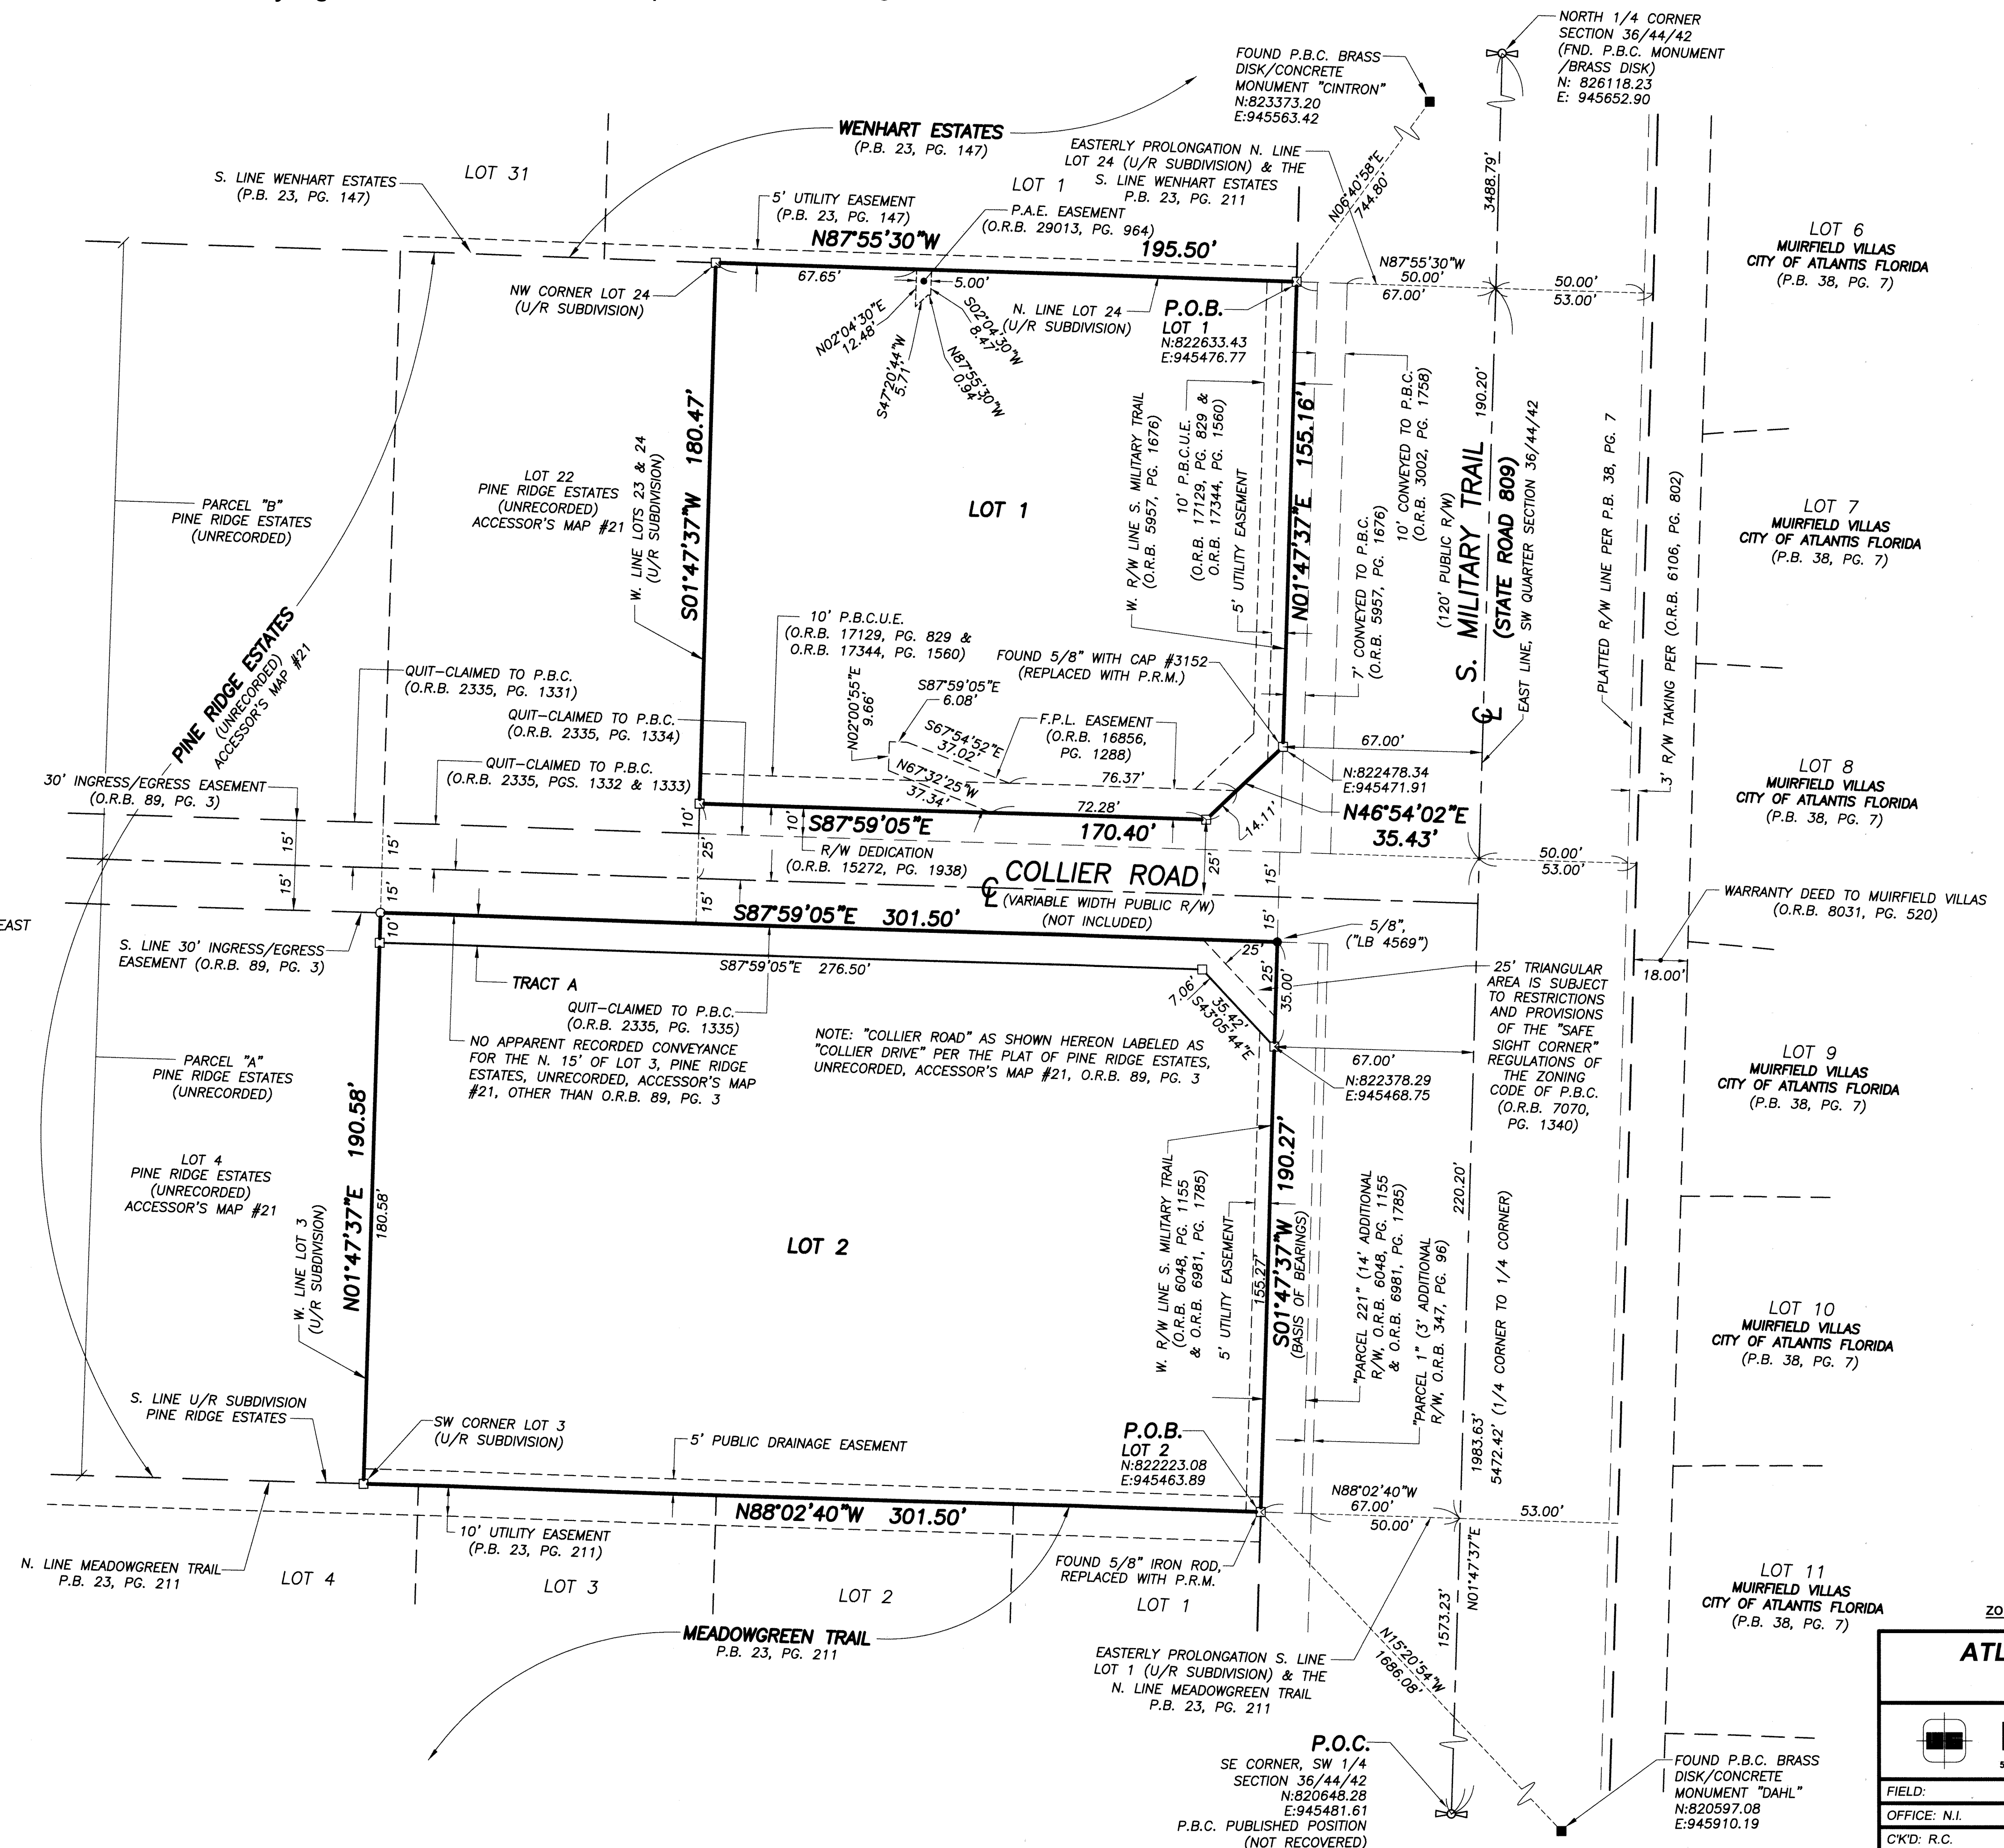 NORTH 1/4 CORNER
SECTION 36/44/42
(FND. P.B.C. MONUMENT
/BRASS DISK)
N: 826118.23
E: 945652.90
FOUND P.B.C. BRASS
DISK/CONCRETE
MONUMENT "CINTRON"
N:823373.20
E:945563.42
WENHART ESTATES
(P.B. 23, PG. 147)
EASTERLY PROLONGATION N. LINE
LOT 24 (U/R SUBDIVISION) & THE
S. LINE WENHART ESTATES
P.B. 23, PG. 211
N06°40'58"E
744.80'
3488.79'
LOT 31
S. LINE WENHART ESTATES
(P.B. 23, PG. 147)
LOT 1
5' UTILITY EASEMENT
(P.B. 23, PG. 147)
P.A.E. EASEMENT
(O.R.B. 29013, PG. 964)
N87°55'30"W
195.50'
67.65'
5.00'
NW CORNER LOT 24
(U/R SUBDIVISION)
N. LINE LOT 24
(U/R SUBDIVISION)
N02°04'30"E
12.48'
S47°20'44"W
5.71'
S02°04'30"W
8.47'
N87°55'30"W
0.94'
P.O.B.
LOT 1
N:822633.43
E:945476.77
N87°55'30"W
50.00'
67.00'
50.00'
53.00'
LOT 6
MUIRFIELD VILLAS
CITY OF ATLANTIS FLORIDA
(P.B. 38, PG. 7)
S01°47'37"W 180.47'
W. LINE LOTS 23 & 24
(U/R SUBDIVISION)
LOT 22
PINE RIDGE ESTATES
(UNRECORDED)
ACCESSOR'S MAP #21
PARCEL "B"
PINE RIDGE ESTATES
(UNRECORDED)
LOT 1
W. R/W LINE S. MILITARY TRAIL
(O.R.B. 5957, PG. 1676)
10' P.B.C.U.E.
(O.R.B. 17129, PG. 829 &
O.R.B. 17344, PG. 1560)
5' UTILITY EASEMENT
N01°47'37"E 155.16'
7' CONVEYED TO P.B.C.
(O.R.B. 5957, PG. 1676)
10' CONVEYED TO P.B.C.
(O.R.B. 3002, PG. 1758)
(120' PUBLIC R/W)
S. MILITARY TRAIL
(STATE ROAD 809)
190.20'
EAST LINE, SW QUARTER SECTION 36/44/42
PLATTED R/W LINE PER P.B. 38, PG. 7
3' R/W TAKING PER (O.R.B. 6106, PG. 802)
LOT 7
MUIRFIELD VILLAS
CITY OF ATLANTIS FLORIDA
(P.B. 38, PG. 7)
PINE RIDGE ESTATES
(UNRECORDED)
ACCESSOR'S MAP #21
10' P.B.C.U.E.
(O.R.B. 17129, PG. 829 &
O.R.B. 17344, PG. 1560)
FOUND 5/8" WITH CAP #3152
(REPLACED WITH P.R.M.)
QUIT-CLAIMED TO P.B.C.
(O.R.B. 2335, PG. 1331)
QUIT-CLAIMED TO P.B.C.
(O.R.B. 2335, PG. 1334)
QUIT-CLAIMED TO P.B.C.
(O.R.B. 2335, PGS. 1332 & 1333)
N02°00'55"E
9.66'
S87°59'05"E
6.08'
S67°54'52"E
37.02'
F.P.L. EASEMENT
(O.R.B. 16856,
PG. 1288)
N67°32'25"W
37.34'
76.37'
72.28'
67.00'
N:822478.34
E:945471.91
LOT 8
MUIRFIELD VILLAS
CITY OF ATLANTIS FLORIDA
(P.B. 38, PG. 7)
30' INGRESS/EGRESS EASEMENT
(O.R.B. 89, PG. 3)
10'
10'
S87°59'05"E
170.40'
14.11'
N46°54'02"E
35.43'
15'
15'
15'
15'
25'
15'
R/W DEDICATION
(O.R.B. 15272, PG. 1938)
COLLIER ROAD
(VARIABLE WIDTH PUBLIC R/W)
(NOT INCLUDED)
25'
15'
15'
50.00'
53.00'
WARRANTY DEED TO MUIRFIELD VILLAS
(O.R.B. 8031, PG. 520)
18.00'
EAST
S. LINE 30' INGRESS/EGRESS
EASEMENT (O.R.B. 89, PG. 3)
10'
S87°59'05"E 301.50'
5/8",
("LB 4569")
S87°59'05"E 276.50'
TRACT A
QUIT-CLAIMED TO P.B.C.
(O.R.B. 2335, PG. 1335)
25'
25'
35.00'
7.06'
35.42'
S43°05'44"E
25' TRIANGULAR
AREA IS SUBJECT
TO RESTRICTIONS
AND PROVISIONS
OF THE "SAFE
SIGHT CORNER"
REGULATIONS OF
THE ZONING
CODE OF P.B.C.
(O.R.B. 7070,
PG. 1340)
NO APPARENT RECORDED CONVEYANCE
FOR THE N. 15' OF LOT 3, PINE RIDGE
ESTATES, UNRECORDED, ACCESSOR'S MAP
#21, OTHER THAN O.R.B. 89, PG. 3
NOTE: "COLLIER ROAD" AS SHOWN HEREON LABELED AS
"COLLIER DRIVE" PER THE PLAT OF PINE RIDGE ESTATES,
UNRECORDED, ACCESSOR'S MAP #21, O.R.B. 89, PG. 3
67.00'
N:822378.29
E:945468.75
LOT 9
MUIRFIELD VILLAS
CITY OF ATLANTIS FLORIDA
(P.B. 38, PG. 7)
PARCEL "A"
PINE RIDGE ESTATES
(UNRECORDED)
LOT 4
PINE RIDGE ESTATES
(UNRECORDED)
ACCESSOR'S MAP #21
W. LINE LOT 3
(U/R SUBDIVISION)
N01°47'37"E 190.58'
180.58'
LOT 2
W. R/W LINE S. MILITARY TRAIL
(O.R.B. 6048, PG. 1155
& O.R.B. 6981, PG. 1785)
5' UTILITY EASEMENT
155.27'
S01°47'37"W 190.27'
(BASIS OF BEARINGS)
"PARCEL 221" (14' ADDITIONAL
R/W, O.R.B. 6048, PG. 1155
& O.R.B. 6981, PG. 1785)
"PARCEL 1" (3' ADDITIONAL
R/W, O.R.B. 347, PG. 96)
220.20'
1983.63'
5472.42' (1/4 CORNER TO 1/4 CORNER)
LOT 10
MUIRFIELD VILLAS
CITY OF ATLANTIS FLORIDA
(P.B. 38, PG. 7)
S. LINE U/R SUBDIVISION
PINE RIDGE ESTATES
SW CORNER LOT 3
(U/R SUBDIVISION)
5' PUBLIC DRAINAGE EASEMENT
P.O.B.
LOT 2
N:822223.08
E:945463.89
N88°02'40"W
67.00'
50.00'
53.00'
N88°02'40"W 301.50'
10' UTILITY EASEMENT
(P.B. 23, PG. 211)
N. LINE MEADOWGREEN TRAIL
P.B. 23, PG. 211
LOT 4
LOT 3
LOT 2
LOT 1
FOUND 5/8" IRON ROD,
REPLACED WITH P.R.M.
MEADOWGREEN TRAIL
P.B. 23, PG. 211
EASTERLY PROLONGATION S. LINE
LOT 1 (U/R SUBDIVISION) & THE
N. LINE MEADOWGREEN TRAIL
P.B. 23, PG. 211
N15°20'54"W
1686.08'
1573.23'
N01°47'37"E
LOT 11
MUIRFIELD VILLAS
CITY OF ATLANTIS FLORIDA
(P.B. 38, PG. 7)
P.O.C.
SE CORNER, SW 1/4
SECTION 36/44/42
N:820648.28
E:945481.61
P.B.C. PUBLISHED POSITION
(NOT RECOVERED)
FOUND P.B.C. BRASS
DISK/CONCRETE
MONUMENT "DAHL"
N:820597.08
E:945910.19
ZO
ATL
5
FIELD:
OFFICE: N.I.
C'K'D: R.C.